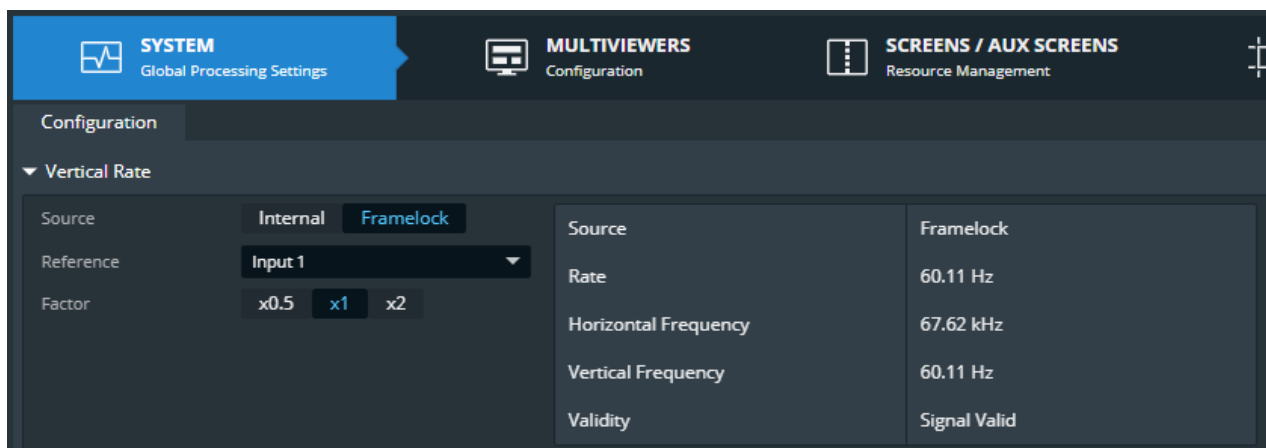 SYSTEM
Global Processing Settings
MULTIVIEWERS
Configuration
SCREENS / AUX SCREENS
Resource Management
Configuration
Vertical Rate
Source Internal Framelock
Reference Input 1
Factor x0.5 x1 x2
Source Framelock
Rate 60.11 Hz
Horizontal Frequency 67.62 kHz
Vertical Frequency 60.11 Hz
Validity Signal Valid